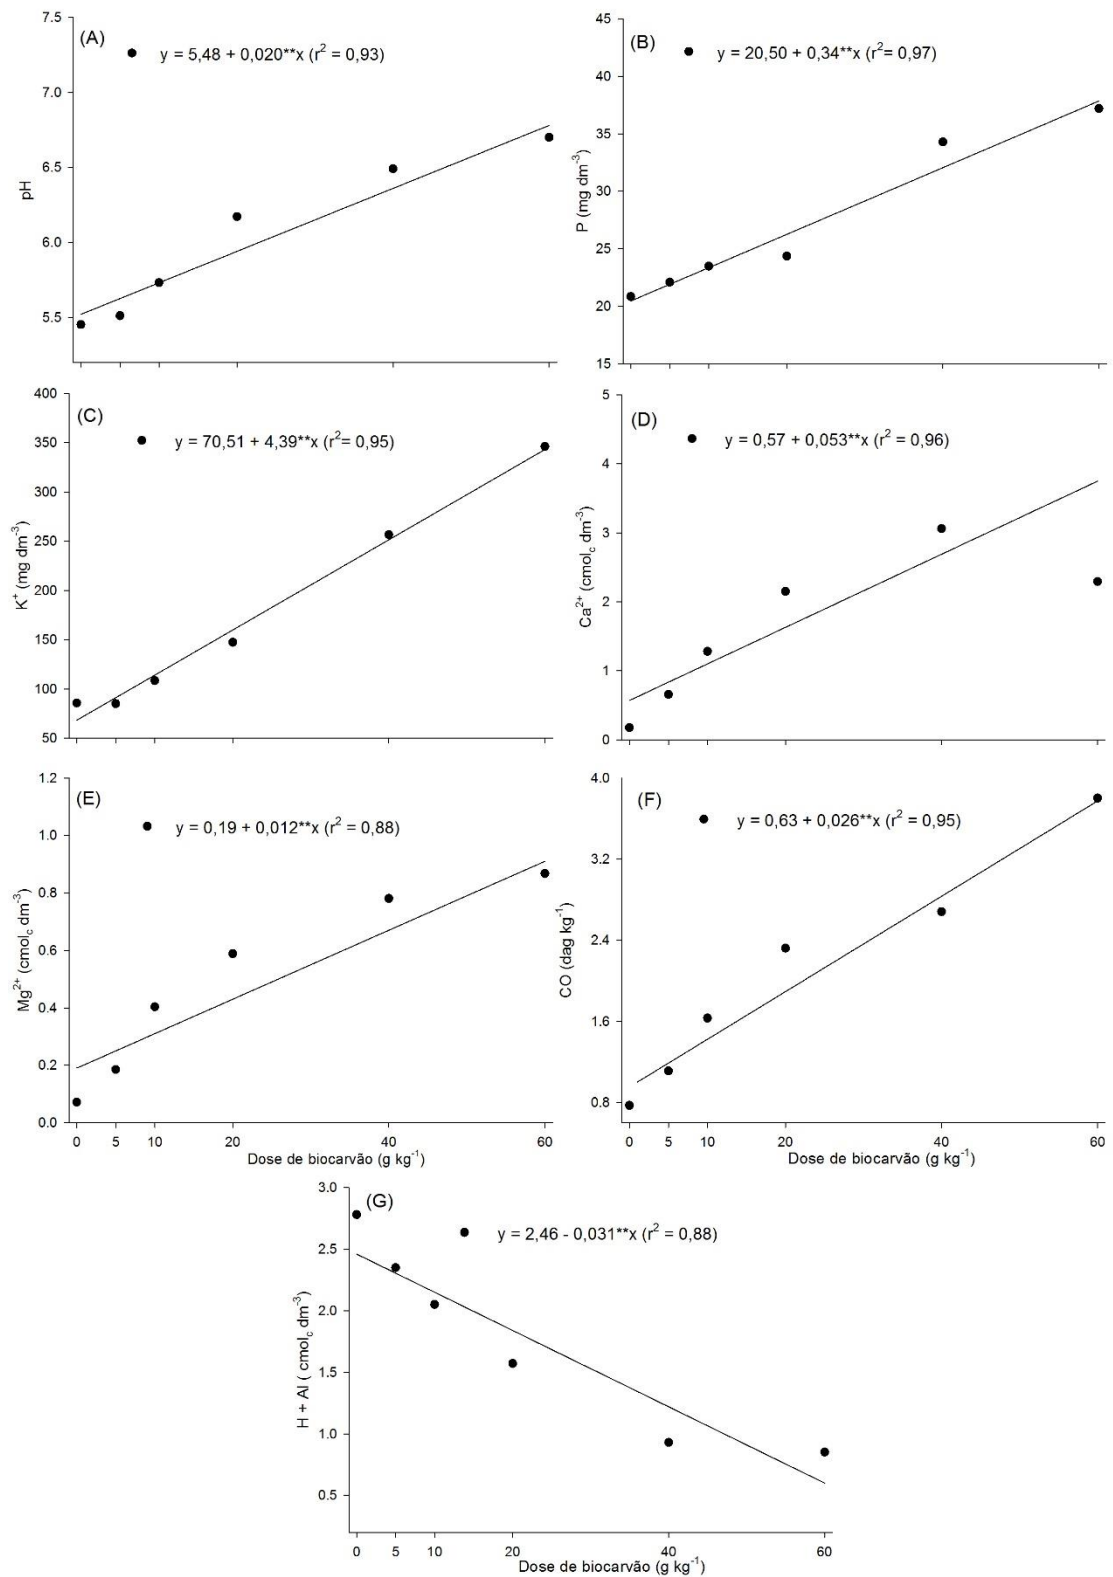 (A)
y = 5,48 + 0,020**x (r² = 0,93)
7.5
7.0
6.5
6.0
5.5
pH
(B)
y = 20,50 + 0,34**x (r²= 0,97)
45
40
35
30
25
20
15
P (mg dm⁻³)
(C)
y = 70,51 + 4,39**x (r²= 0,95)
400
350
300
250
200
150
100
50
K⁺ (mg dm⁻³)
(D)
y = 0,57 + 0,053**x (r² = 0,96)
5
4
3
2
1
0
Ca²⁺ (cmol꜀ dm⁻³)
(E)
y = 0,19 + 0,012**x (r² = 0,88)
1.2
1.0
0.8
0.6
0.4
0.2
0.0
Mg²⁺ (cmol꜀ dm⁻³)
0 5 10 20 40 60
Dose de biocarvão (g kg⁻¹)
(F)
y = 0,63 + 0,026**x (r² = 0,95)
4.0
3.2
2.4
1.6
0.8
CO (dag kg⁻¹)
0 5 10 20 40 60
Dose de biocarvão (g kg⁻¹)
(G)
y = 2,46 - 0,031**x (r² = 0,88)
3.0
2.5
2.0
1.5
1.0
0.5
H + Al ( cmol꜀ dm⁻³)
0 5 10 20 40 60
Dose de biocarvão (g kg⁻¹)